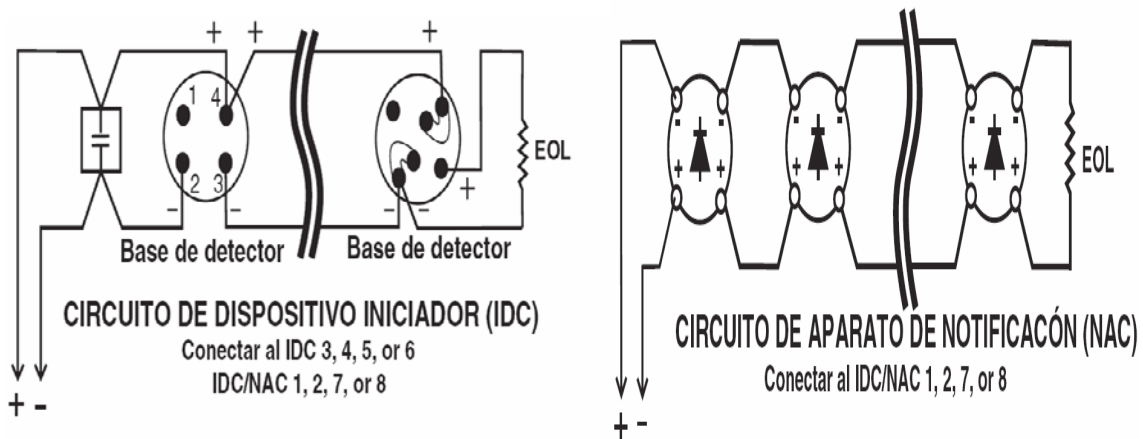 + + +
1 4
2 3
+
EOL
- - - -
Base de detector
Base de detector
CIRCUITO DE DISPOSITIVO INICIADOR (IDC)
Conectar al IDC 3, 4, 5, or 6
IDC/NAC 1, 2, 7, or 8
+ -
- - -
+ + + + + +
EOL
CIRCUITO DE APARATO DE NOTIFICACÓN (NAC)
Conectar al IDC/NAC 1, 2, 7, or 8
+ -